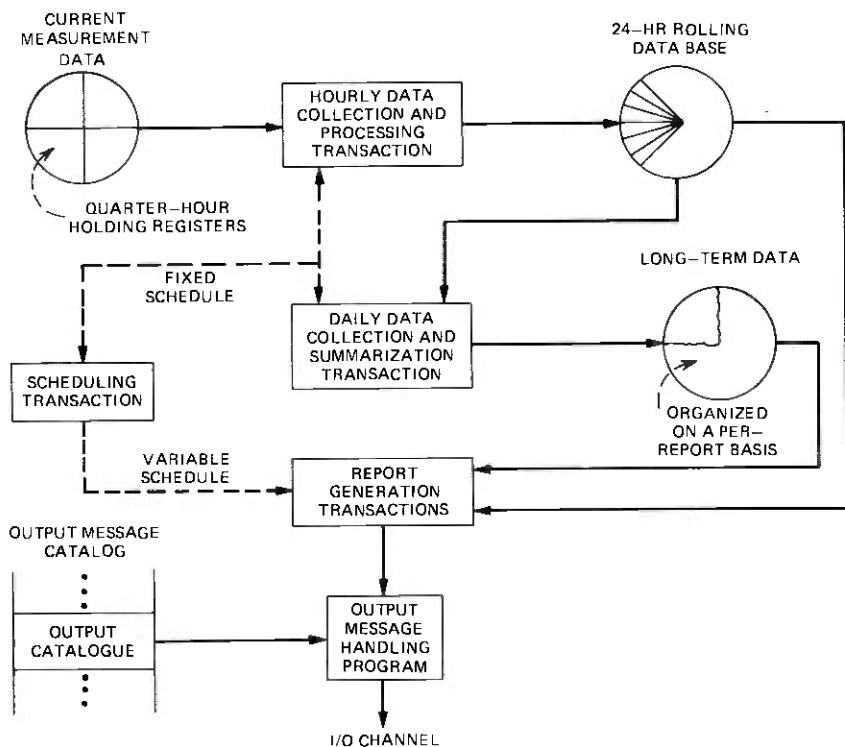 CURRENT
MEASUREMENT
DATA
24-HR ROLLING
DATA BASE
HOURLY DATA
COLLECTION AND
PROCESSING
TRANSACTION
QUARTER-HOUR
HOLDING REGISTERS
FIXED
SCHEDULE
LONG-TERM DATA
DAILY DATA
COLLECTION AND
SUMMARIZATION
TRANSACTION
SCHEDULING
TRANSACTION
ORGANIZED
ON A PER-
REPORT BASIS
VARIABLE
SCHEDULE
REPORT
GENERATION
TRANSACTIONS
OUTPUT MESSAGE
CATALOG
OUTPUT
CATALOGUE
OUTPUT
MESSAGE
HANDLING
PROGRAM
I/O CHANNEL